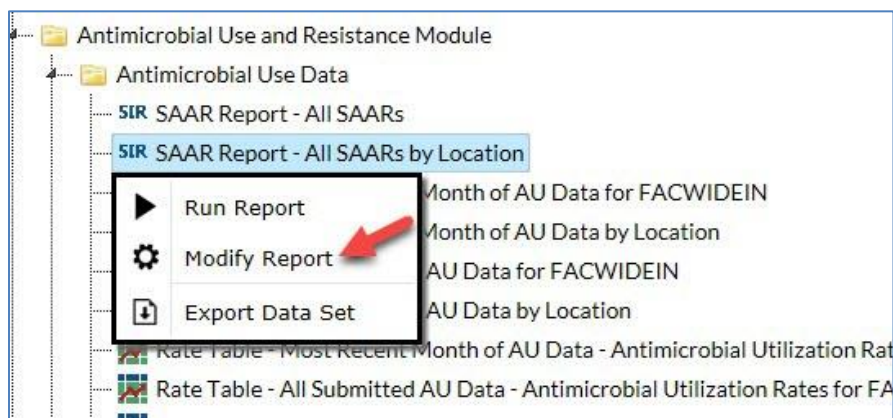 Antimicrobial Use and Resistance Module
Antimicrobial Use Data
SIR SAAR Report - All SAARs
SIR SAAR Report - All SAARs by Location
Run Report
Month of AU Data for FACWIDEIN
Month of AU Data by Location
Modify Report
AU Data for FACWIDEIN
Export Data Set
AU Data by Location
Rate Table - Most Recent Month of AU Data - Antimicrobial Utilization Rat
Rate Table - All Submitted AU Data - Antimicrobial Utilization Rates for FA